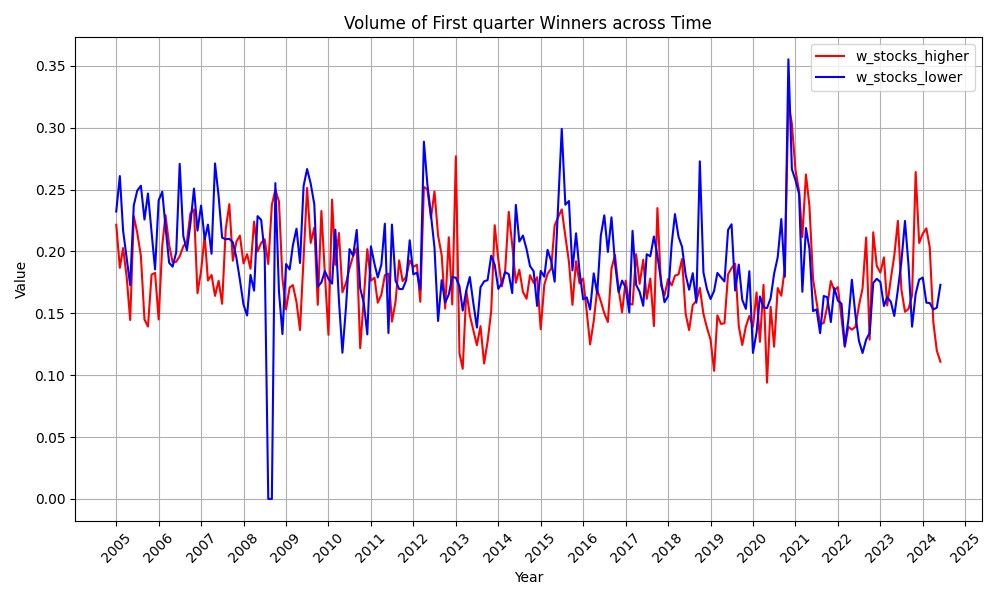 Volume of First quarter Winners across Time
w_stocks_higher
w_stocks_lower
Value
0.35
0.30
0.25
0.20
0.15
0.10
0.05
0.00
2005 2006 2007 2008 2009 2010 2011 2012 2013 2014 2015 2016 2017 2018 2019 2020 2021 2022 2023 2024 2025
Year